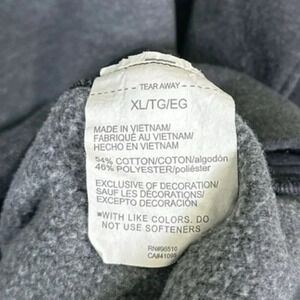 TEAR AWAY
XL/TG/EG
MADE IN VIETNAM/
FABRIQUÉ AU VIETNAM/
HECHO EN VIETNAM
54% COTTON/COTON/algodón
46% POLYESTER/poliéster
EXCLUSIVE OF DECORATION/
SAUF LES DÉCORATIONS/
EXCEPTO DECORACIÓN
*WITH LIKE COLORS. DO
NOT USE SOFTENERS
RN#96510
CA#41099